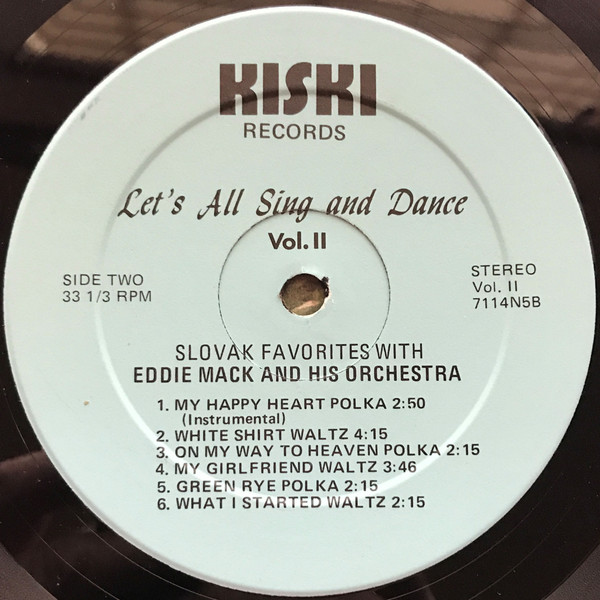 KISKI
RECORDS
Let's All Sing and Dance
Vol. II
SIDE TWO
33 1/3 RPM
STEREO
Vol. II
7114N5B
SLOVAK FAVORITES WITH
EDDIE MACK AND HIS ORCHESTRA
1. MY HAPPY HEART POLKA 2:50
(Instrumental)
2. WHITE SHIRT WALTZ 4:15
3. ON MY WAY TO HEAVEN POLKA 2:15
4. MY GIRLFRIEND WALTZ 3:46
5. GREEN RYE POLKA 2:15
6. WHAT I STARTED WALTZ 2:15